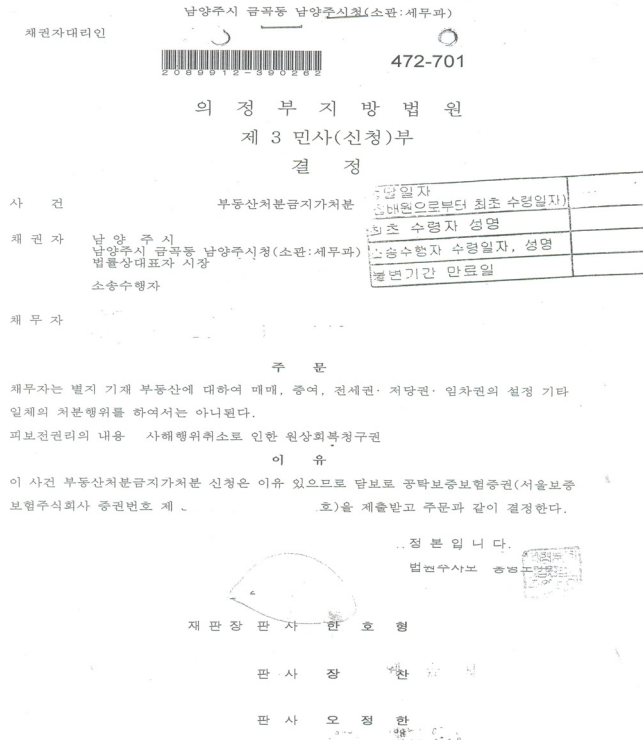 남양주시 금곡동 남양주시청(소관:세무과)
채권자대리인
2089912-390262
472-701
의 정 부 지 방 법 원
제 3 민사(신청)부
결 정
사 건 부동산처분금지가처분
일자
으로부터 최초 수령일자)
최초 수령자 성명
소송수행자 수령일자, 성명
불변기간 만료일
채 권 자 남 양 주 시
남양주시 금곡동 남양주시청(소관:세무과)
법률상대표자 시장
소송수행자
채 무 자
주 문
채무자는 별지 기재 부동산에 대하여 매매, 증여, 전세권· 저당권· 임차권의 설정 기타
일체의 처분행위를 하여서는 아니된다.
피보전권리의 내용 사해행위취소로 인한 원상회복청구권
이 유
이 사건 부동산처분금지가처분 신청은 이유 있으므로 담보로 공탁보증보험증권(서울보증
보험주식회사 증권번호 제 호)을 제출받고 주문과 같이 결정한다.
정 본 입 니 다.
법원주사보
재 판 장 판 사 한 호 형
판 사 장 찬
판 사 오 정 한